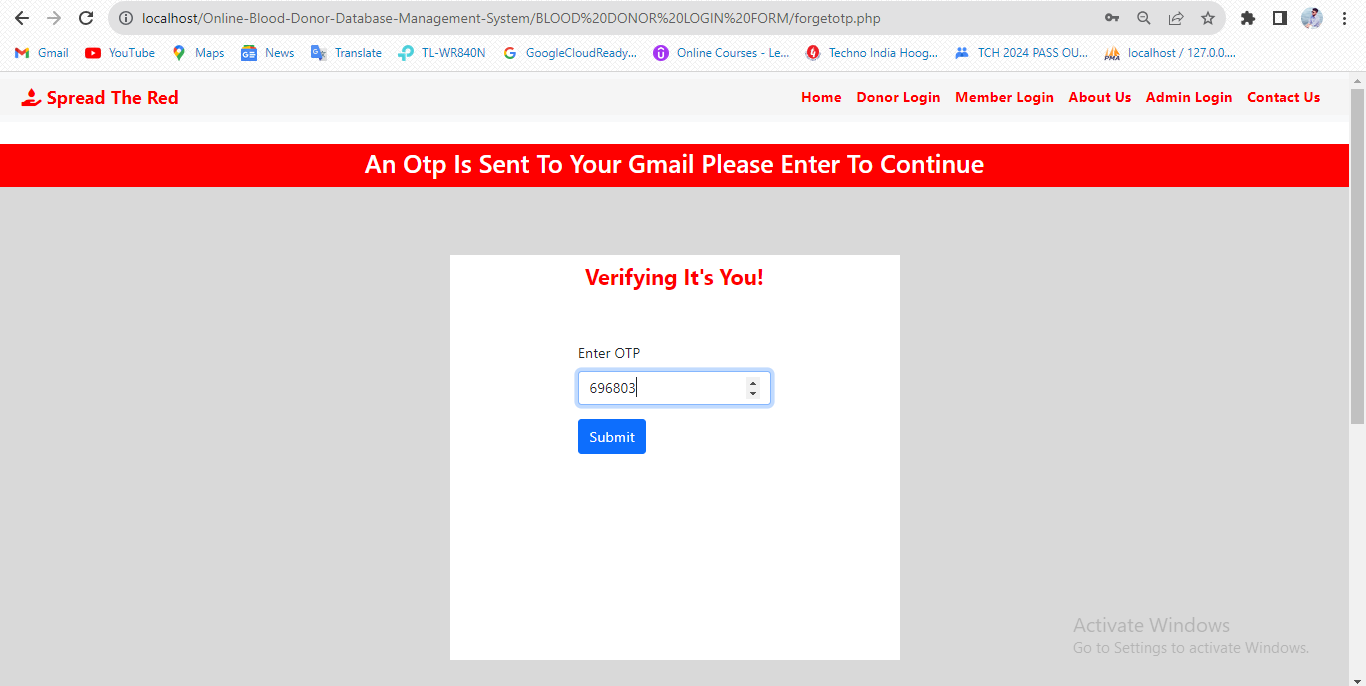 localhost/Online-Blood-Donor-Database-Management-System/BLOOD%20DONOR%20LOGIN%20FORM/forgetotp.php
Gmail YouTube Maps News Translate TL-WR840N GoogleCloudReady... Online Courses - Le... Techno India Hoog... TCH 2024 PASS OU... PMA localhost / 127.0.0....
Spread The Red Home Donor Login Member Login About Us Admin Login Contact Us
An Otp Is Sent To Your Gmail Please Enter To Continue
Verifying It's You!
Enter OTP
696803
Submit
Activate Windows
Go to Settings to activate Windows.